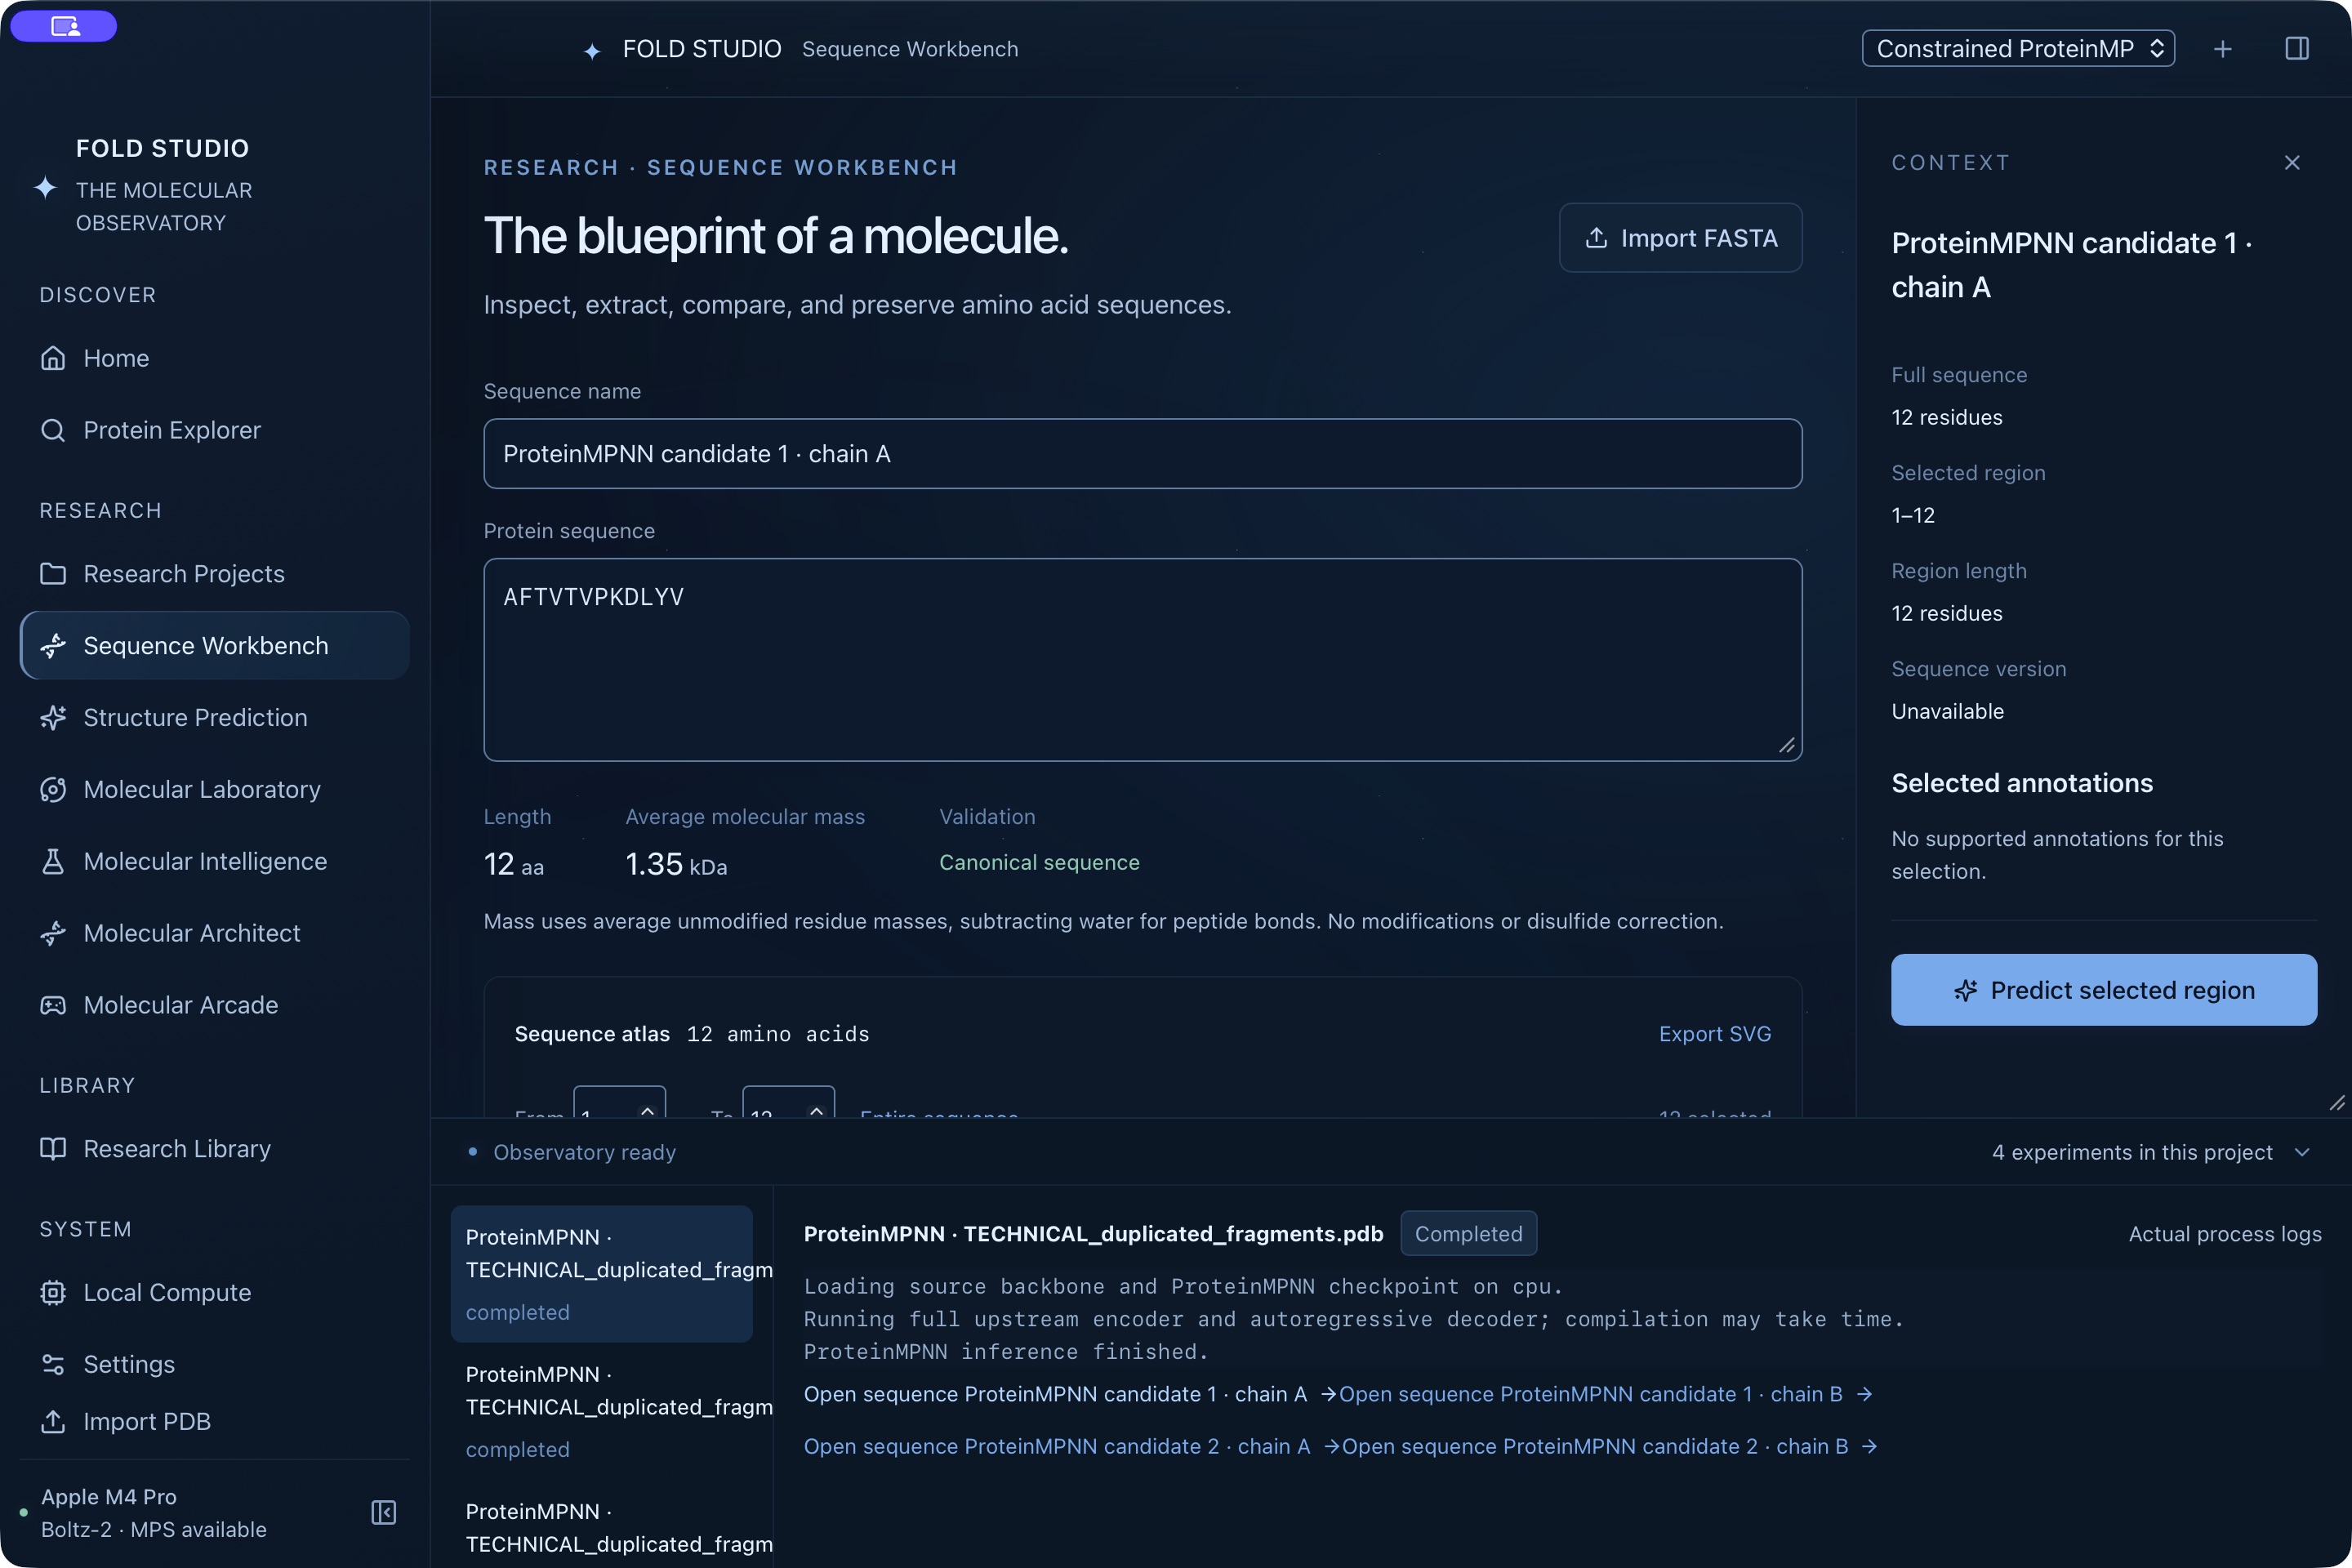 FOLD STUDIO
THE MOLECULAR
OBSERVATORY
DISCOVER
Home
Protein Explorer
RESEARCH
Research Projects
Sequence Workbench
Structure Prediction
Molecular Laboratory
Molecular Intelligence
Molecular Architect
Molecular Arcade
LIBRARY
Research Library
SYSTEM
Local Compute
Settings
Import PDB
Apple M4 Pro
Boltz-2 · MPS available
FOLD STUDIO Sequence Workbench
Constrained ProteinMP
RESEARCH · SEQUENCE WORKBENCH
The blueprint of a molecule.
Import FASTA
Inspect, extract, compare, and preserve amino acid sequences.
Sequence name
ProteinMPNN candidate 1 · chain A
Protein sequence
AFTVTVPKDLYV
Length Average molecular mass Validation
12 aa 1.35 kDa Canonical sequence
Mass uses average unmodified residue masses, subtracting water for peptide bonds. No modifications or disulfide correction.
Sequence atlas 12 amino acids Export SVG
From 1 To 12 Entire sequence 12 selected
CONTEXT
ProteinMPNN candidate 1 ·
chain A
Full sequence
12 residues
Selected region
1–12
Region length
12 residues
Sequence version
Unavailable
Selected annotations
No supported annotations for this
selection.
Predict selected region
Observatory ready
4 experiments in this project
ProteinMPNN ·
TECHNICAL_duplicated_fragm
completed
ProteinMPNN ·
TECHNICAL_duplicated_fragm
completed
ProteinMPNN ·
TECHNICAL_duplicated_fragm
ProteinMPNN · TECHNICAL_duplicated_fragments.pdb Completed Actual process logs
Loading source backbone and ProteinMPNN checkpoint on cpu.
Running full upstream encoder and autoregressive decoder; compilation may take time.
ProteinMPNN inference finished.
Open sequence ProteinMPNN candidate 1 · chain A → Open sequence ProteinMPNN candidate 1 · chain B →
Open sequence ProteinMPNN candidate 2 · chain A → Open sequence ProteinMPNN candidate 2 · chain B →